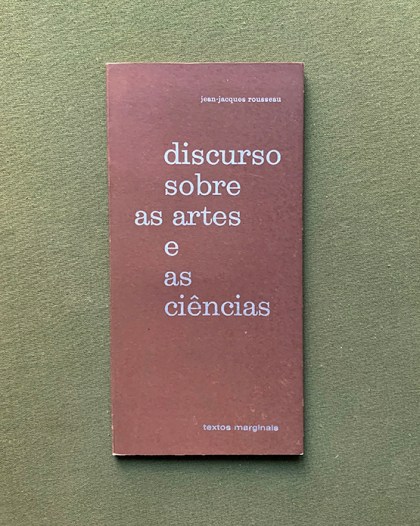 jean-jacques rousseau
discurso
sobre
as artes
e
as
ciências
textos marginais